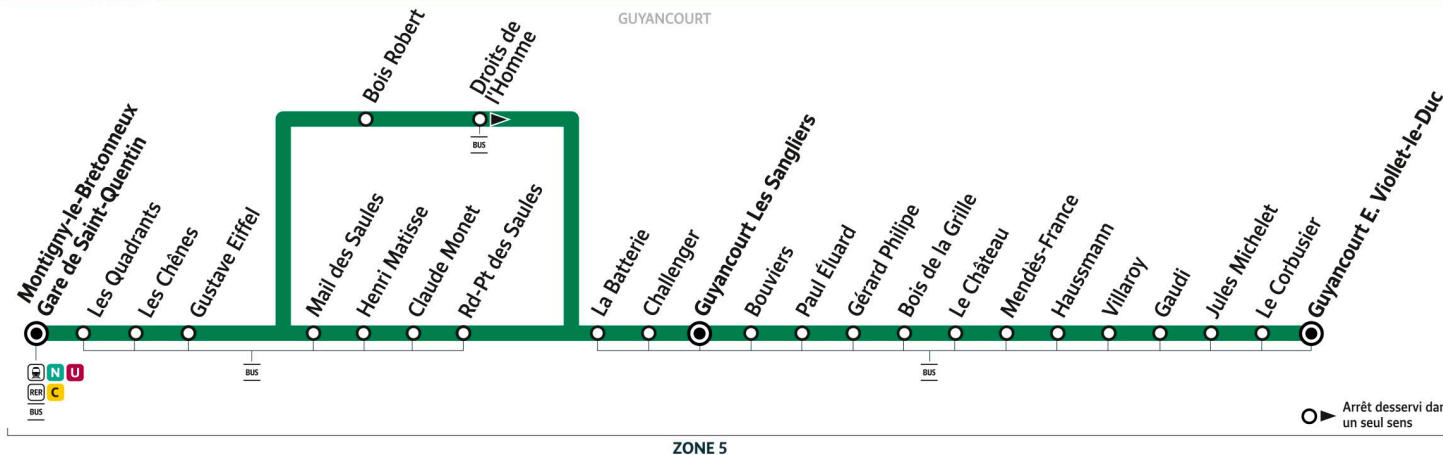 GUYANCOURT
Bois Robert
Droits de
l'Homme
BUS
Montigny-le-Bretonneux
Gare de Saint-Quentin
Les Quadrants
Les Chênes
Gustave Eiffel
Mail des Saules
Henri Matisse
Claude Monet
Rd-Pt des Saules
La Batterie
Challenger
Guyancourt Les Sangliers
Bouviers
Paul Eluard
Gérard Philipe
Bois de la Grille
Le Château
Mendès-France
Haussmann
Villaroy
Gaudi
Jules Michelet
Le Corbusier
Guyancourt E. Viollet-le-Duc
N U
RER C
BUS
BUS
BUS
Arrêt desservi dan
un seul sens
ZONE 5